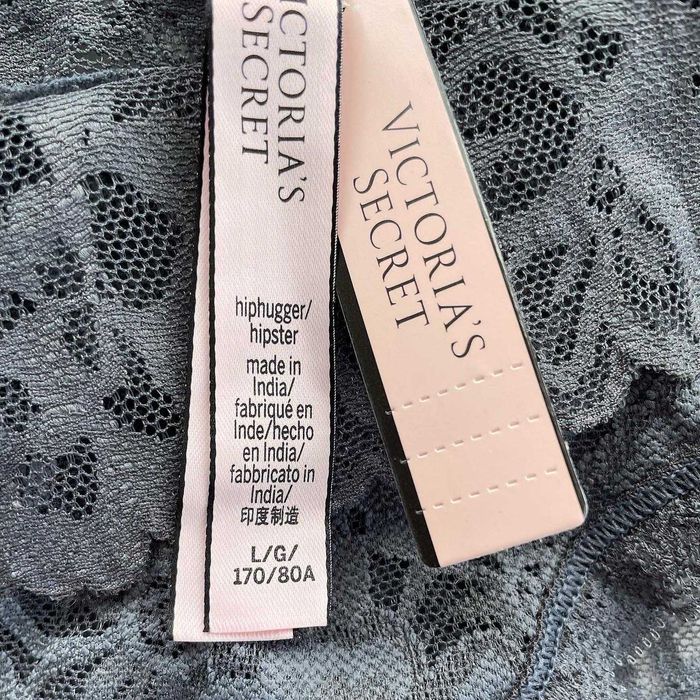 VICTORIA'S
SECRET
hiphugger/
hipster
made in
India/
fabriqué en
Inde/hecho
en India/
fabbricato in
India/
印度制造
L/G/
170/80A
VICTORIA'S
SECRET